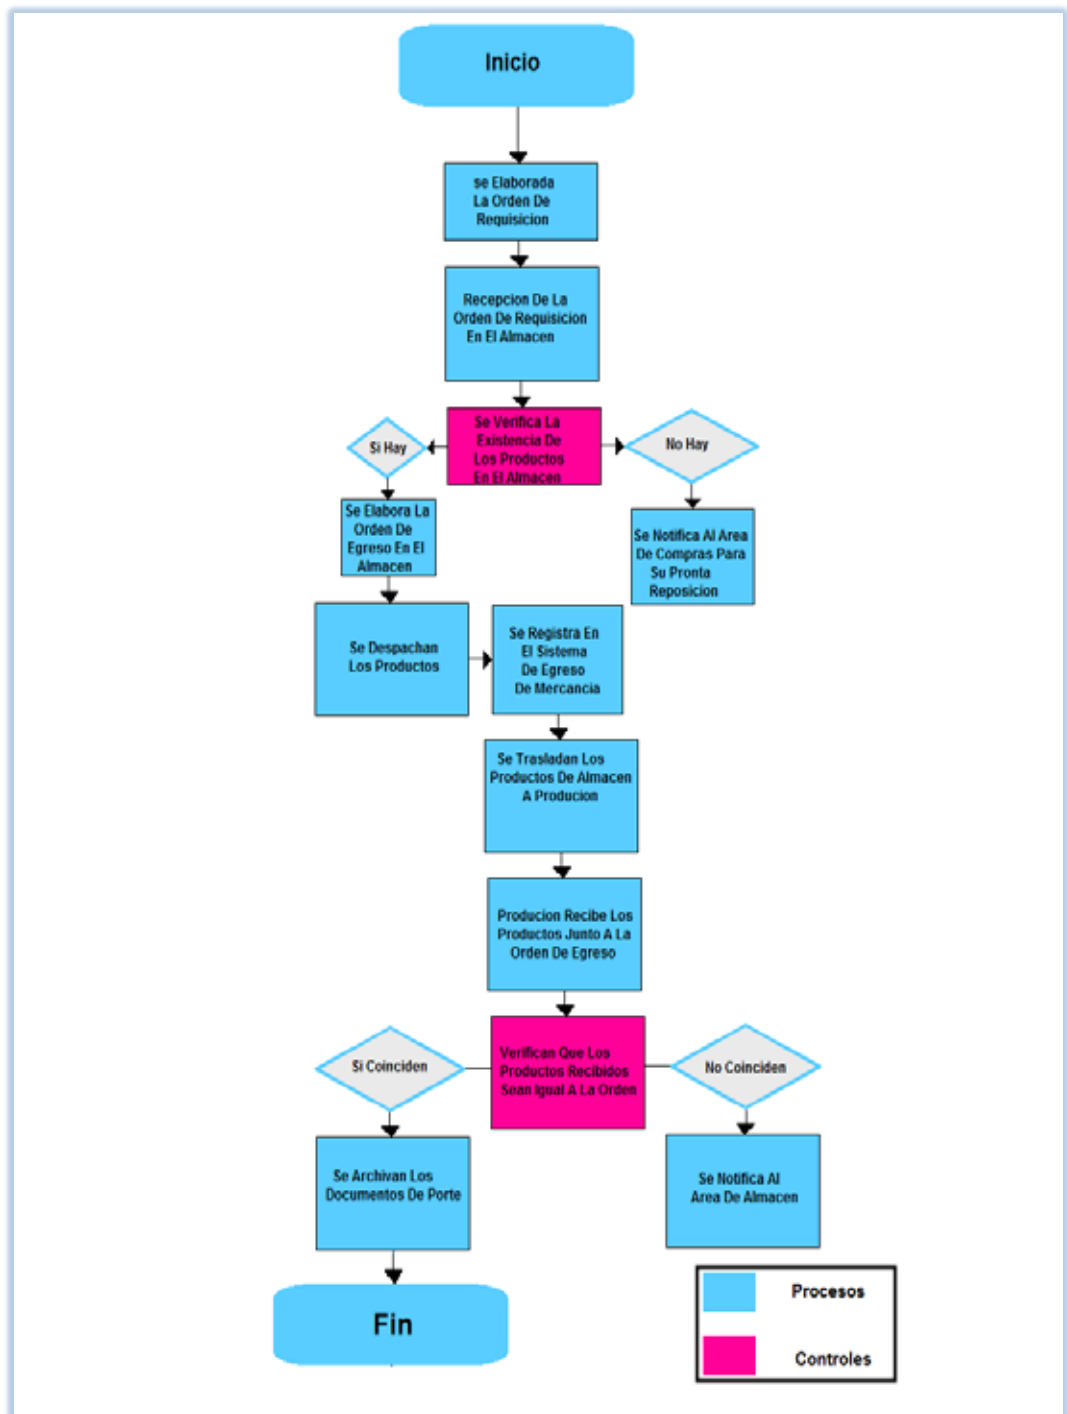 Inicio
se Elaborada
La Orden De
Requisicion
Recepcion De La
Orden De Requisicion
En El Almacen
Se Verifica La
Existencia De
Los Productos
En El Almacen
Si Hay
No Hay
Se Elabora La
Orden De
Egreso En El
Almacen
Se Notifica Al Area
De Compras Para
Su Pronta
Reposicion
Se Despachan
Los Productos
Se Registra En
El Sistema
De Egreso
De Mercancia
Se Trasladan Los
Productos De Almacen
A Producion
Producion Recibe Los
Productos Junto A La
Orden De Egreso
Verifican Que Los
Productos Recibidos
Sean Igual A La Orden
Si Coinciden
No Coinciden
Se Archivan Los
Documentos De Porte
Se Notifica Al
Area De Almacen
Fin
Procesos
Controles